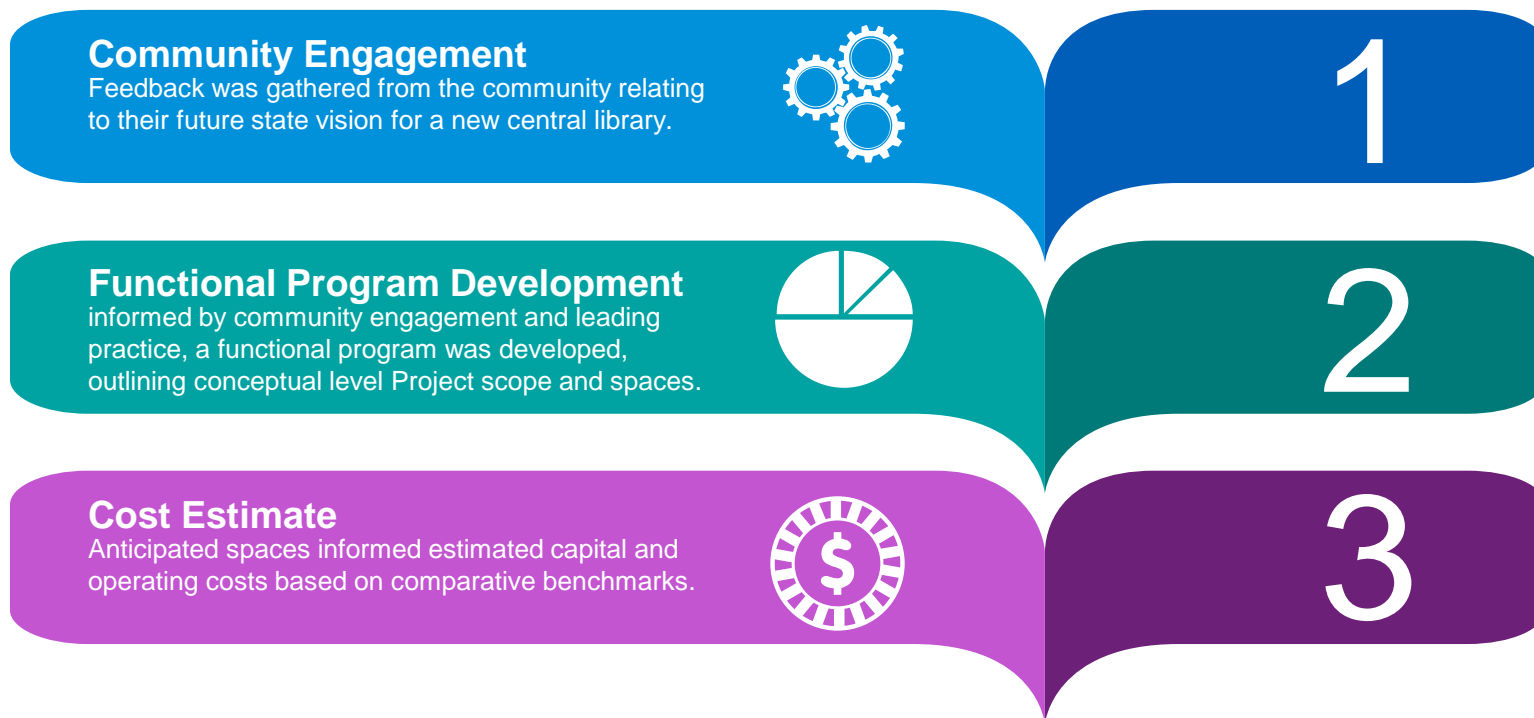 Community Engagement
Feedback was gathered from the community relating
to their future state vision for a new central library.
1
Functional Program Development
informed by community engagement and leading
practice, a functional program was developed,
outlining conceptual level Project scope and spaces.
2
Cost Estimate
Anticipated spaces informed estimated capital and
operating costs based on comparative benchmarks.
$
3